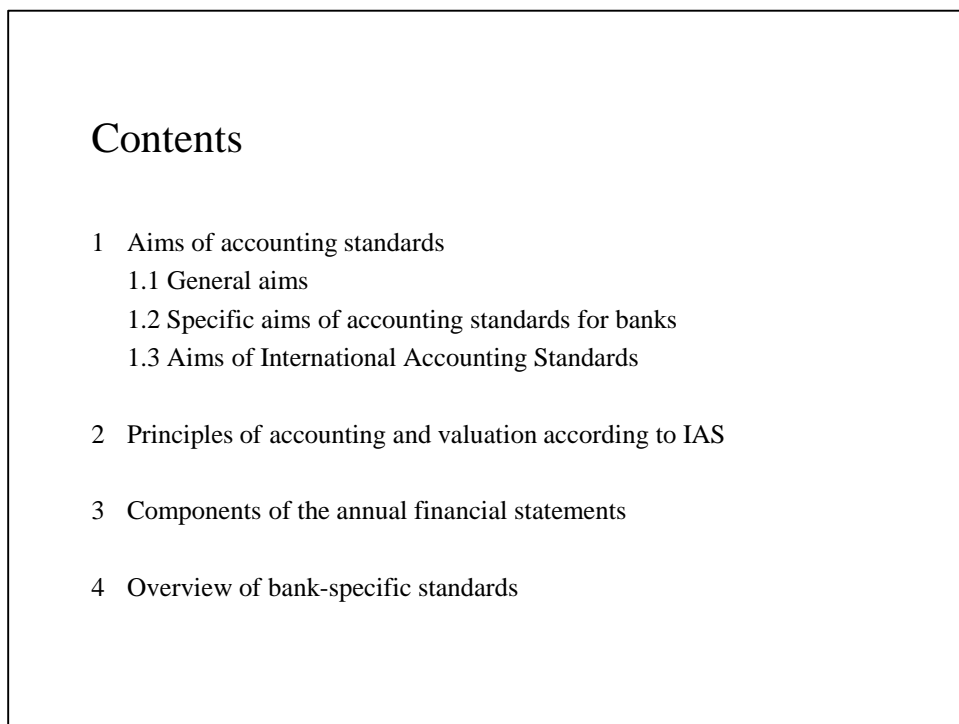 Contents
1 Aims of accounting standards
1.1 General aims
1.2 Specific aims of accounting standards for banks
1.3 Aims of International Accounting Standards
2 Principles of accounting and valuation according to IAS
3 Components of the annual financial statements
4 Overview of bank-specific standards